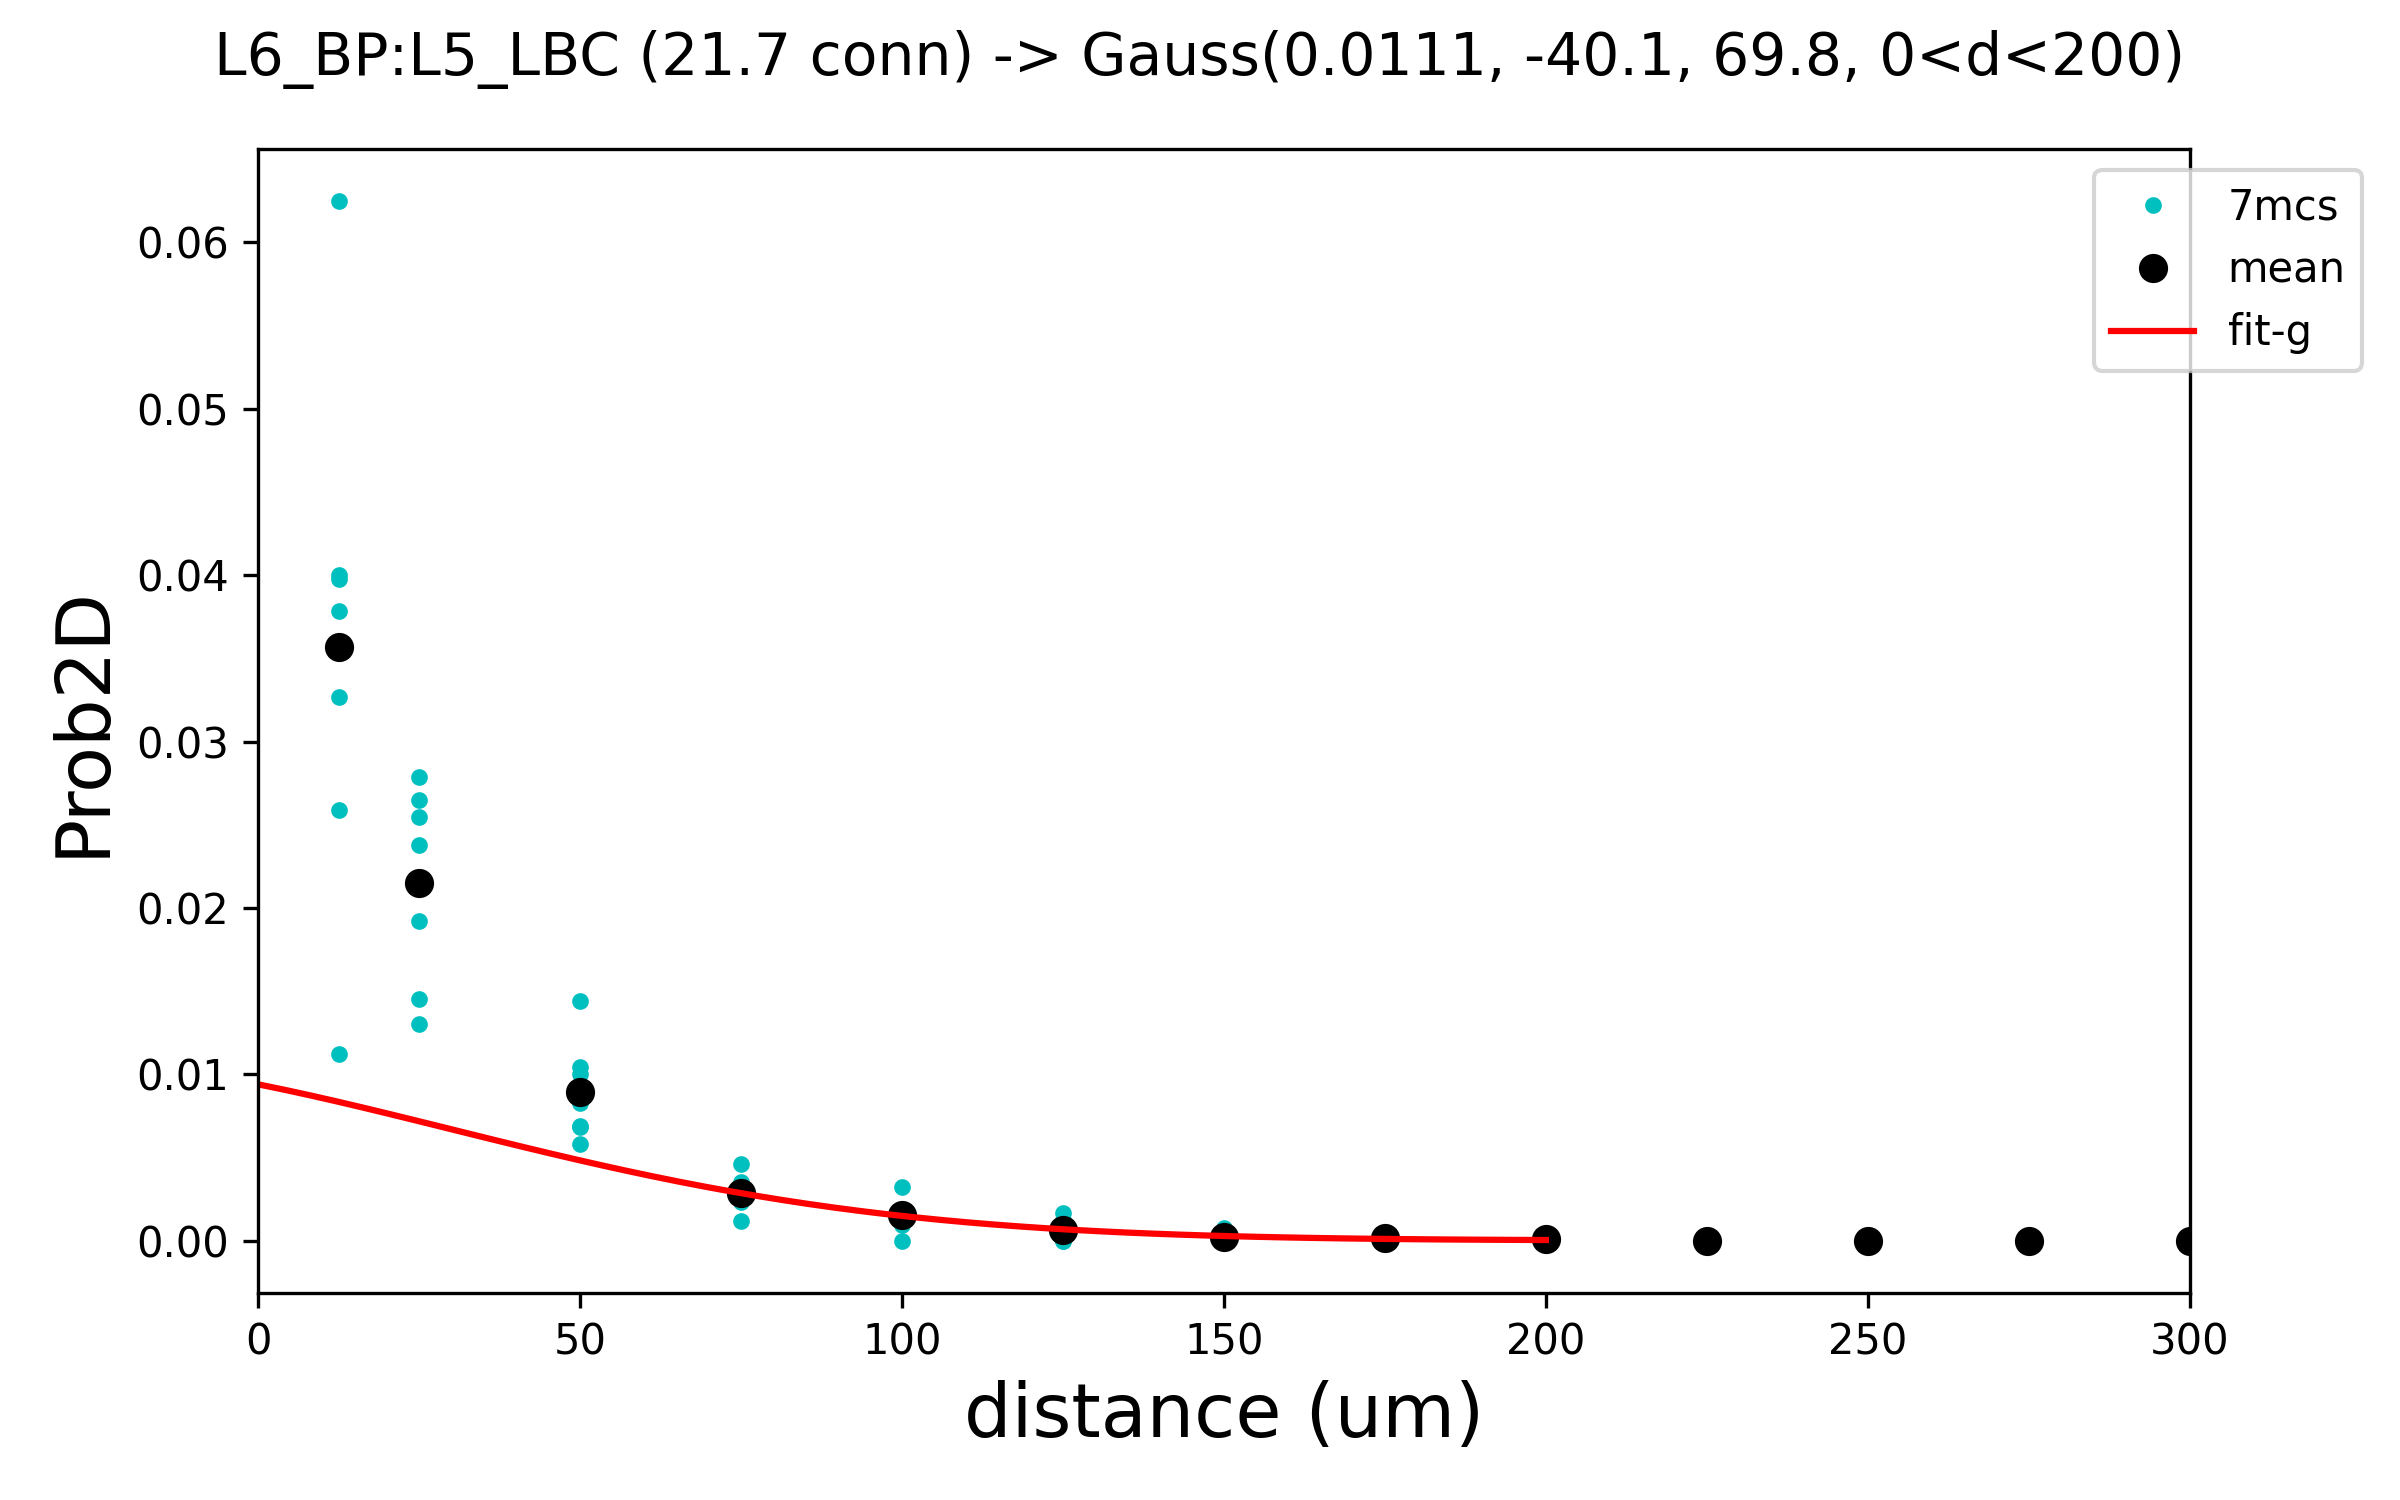 L6_BP:L5_LBC (21.7 conn) -> Gauss(0.0111, -40.1, 69.8, 0<d<200)
7mcs
mean
fit-g
0.06
0.05
0.04
0.03
0.02
0.01
0.00
Prob2D
0 50 100 150 200 250 300
distance (um)